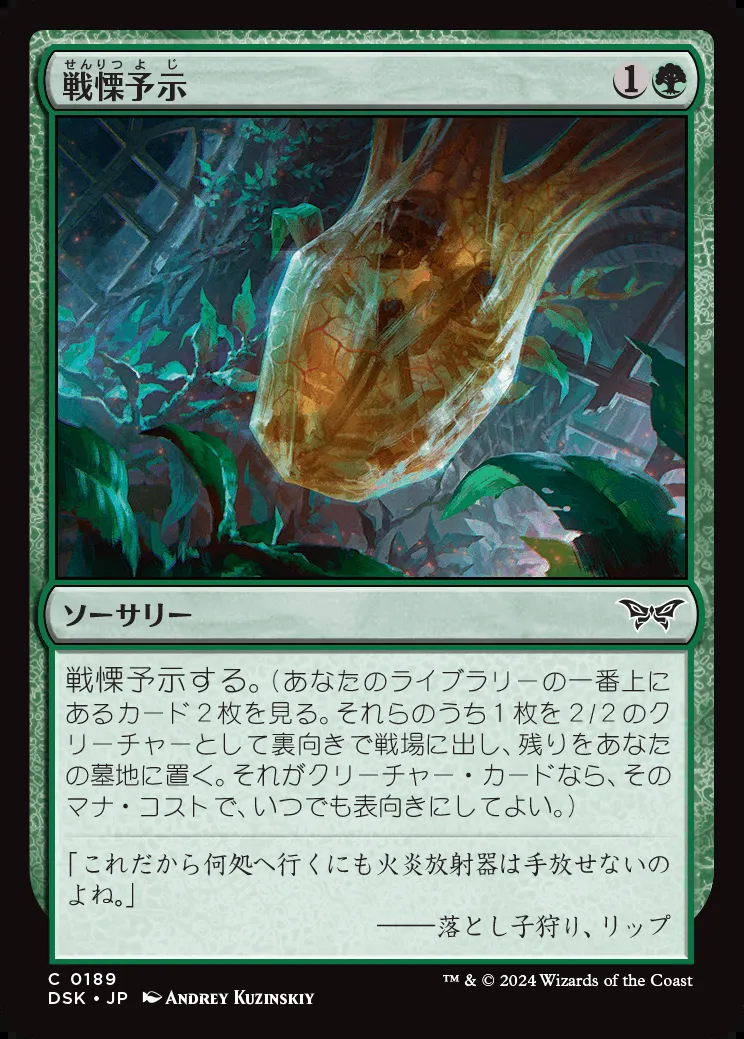 せんりつよじ
戦慄予示
1
ソーサリー
戦慄予示する。（あなたのライブラリーの一番上に
あるカード２枚を見る。それらのうち１枚を２/２のク
リーチャーとして裏向きで戦場に出し、残りをあなた
の墓地に置く。それがクリーチャー・カードなら、その
マナ・コストで、いつでも表向きにしてよい。）
「これだから何処へ行くにも火炎放射器は手放せないの
よね。」
――落とし子狩り、リップ
C 0189
DSK • JP ANDREY KUZINSKIY
™ & © 2024 Wizards of the Coast